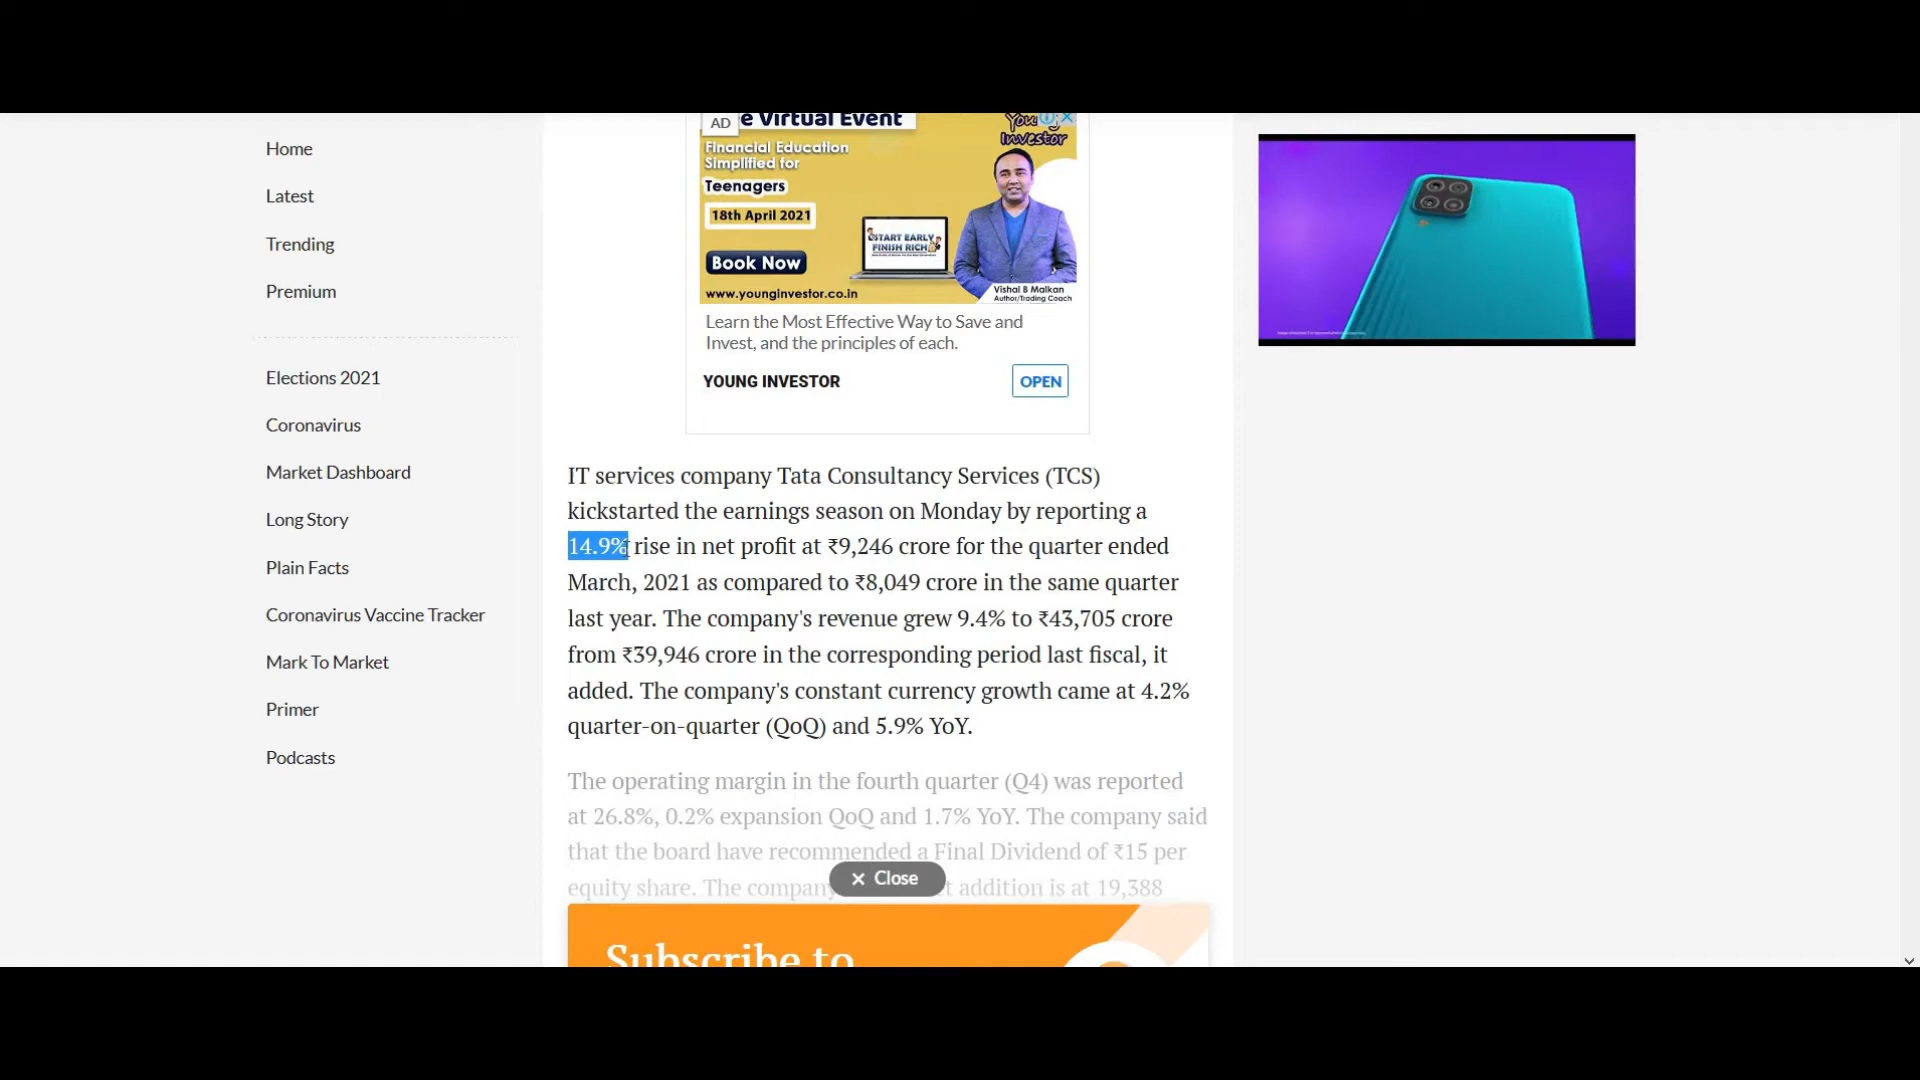 Home
Latest
Trending
Premium
Elections 2021
Coronavirus
Market Dashboard
Long Story
Plain Facts
Coronavirus Vaccine Tracker
Mark To Market
Primer
Podcasts
AD
e Virtual Event
Financial Education
Simplified for
Teenagers
18th April 2021
Book Now
www.younginvestor.co.in
START EARLY
FINISH RICH
Young
Investor
Vishal B Malkan
Author/Trading Coach
Learn the Most Effective Way to Save and
Invest, and the principles of each.
YOUNG INVESTOR
OPEN
IT services company Tata Consultancy Services (TCS)
kickstarted the earnings season on Monday by reporting a
14.9% rise in net profit at ₹9,246 crore for the quarter ended
March, 2021 as compared to ₹8,049 crore in the same quarter
last year. The company's revenue grew 9.4% to ₹43,705 crore
from ₹39,946 crore in the corresponding period last fiscal, it
added. The company's constant currency growth came at 4.2%
quarter-on-quarter (QoQ) and 5.9% YoY.
The operating margin in the fourth quarter (Q4) was reported
at 26.8%, 0.2% expansion QoQ and 1.7% YoY. The company said
that the board have recommended a Final Dividend of ₹15 per
equity share. The company t addition is at 19,388
Close
Subscribe to